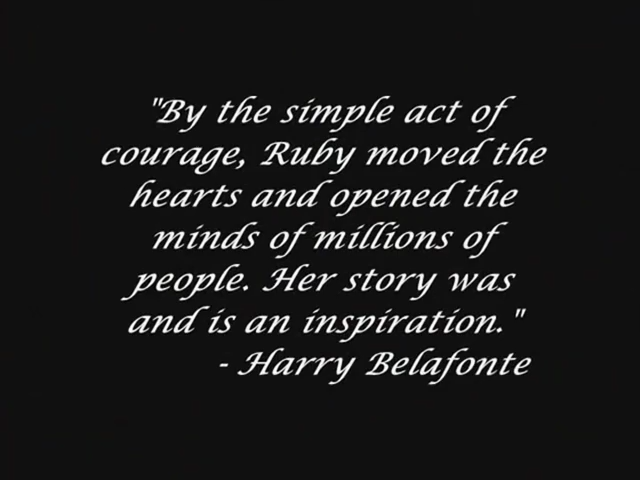 "By the simple act of
courage, Ruby moved the
hearts and opened the
minds of millions of
people. Her story was
and is an inspiration."
- Harry Belafonte